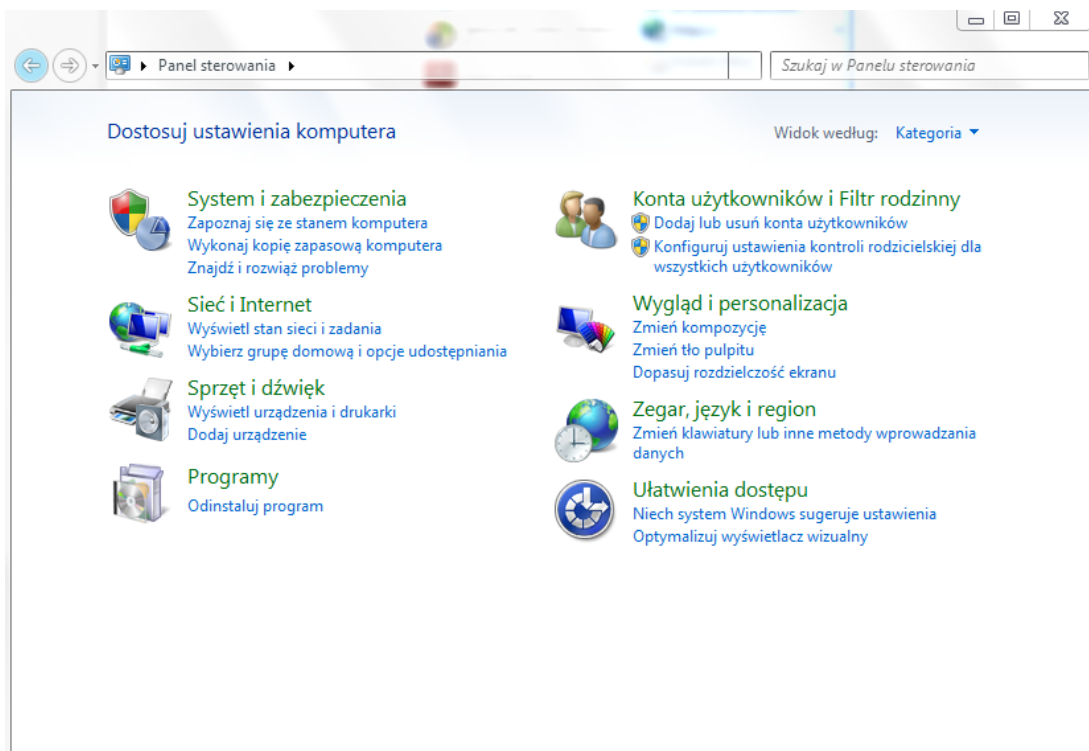 Panel sterowania
Szukaj w Panelu sterowania
Dostosuj ustawienia komputera
Widok według: Kategoria
System i zabezpieczenia
Zapoznaj się ze stanem komputera
Wykonaj kopię zapasową komputera
Znajdź i rozwiąż problemy
Sieć i Internet
Wyświetl stan sieci i zadania
Wybierz grupę domową i opcje udostępniania
Sprzęt i dźwięk
Wyświetl urządzenia i drukarki
Dodaj urządzenie
Programy
Odinstaluj program
Konta użytkowników i Filtr rodzinny
Dodaj lub usuń konta użytkowników
Konfiguruj ustawienia kontroli rodzicielskiej dla
wszystkich użytkowników
Wygląd i personalizacja
Zmień kompozycję
Zmień tło pulpitu
Dopasuj rozdzielczość ekranu
Zegar, język i region
Zmień klawiatury lub inne metody wprowadzania
danych
Ułatwienia dostępu
Niech system Windows sugeruje ustawienia
Optymalizuj wyświetlacz wizualny